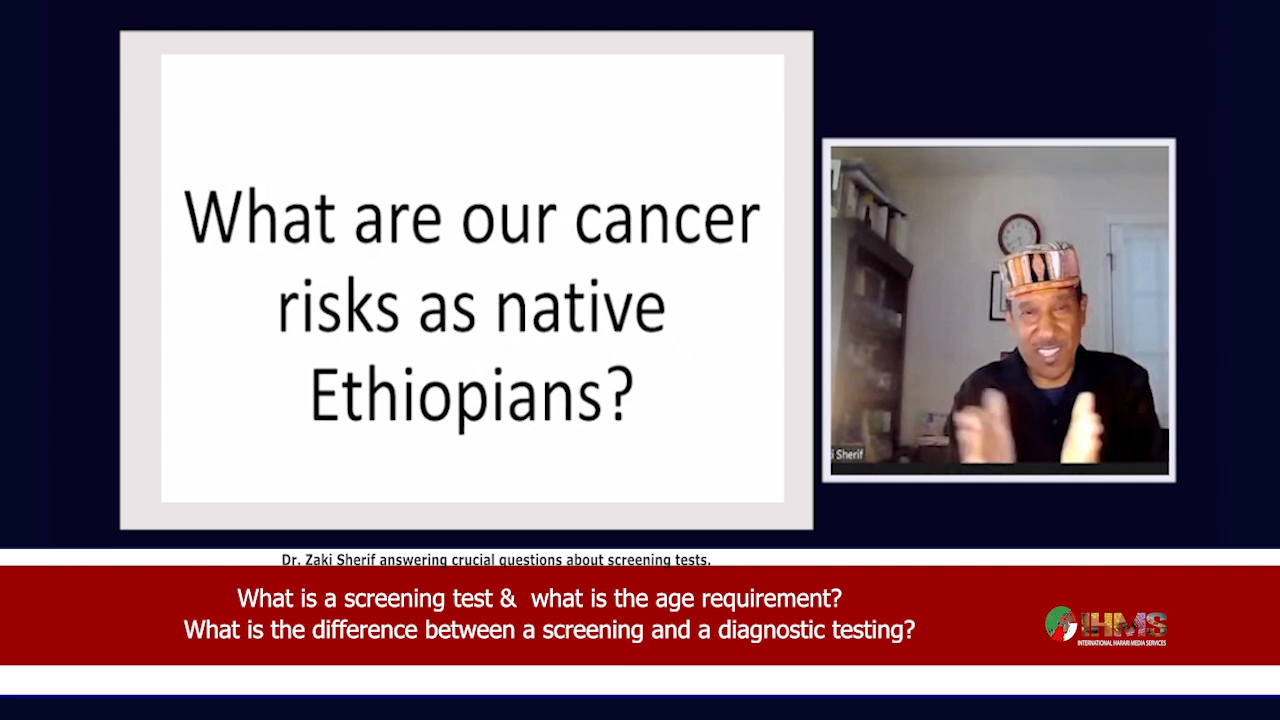 What are our cancer
risks as native
Ethiopians?
i Sherif
Dr. Zaki Sherif answering crucial questions about screening tests.
What is a screening test & what is the age requirement?
What is the difference between a screening and a diagnostic testing?
IHMS
INTERNATIONAL HARARI MEDIA SERVICES